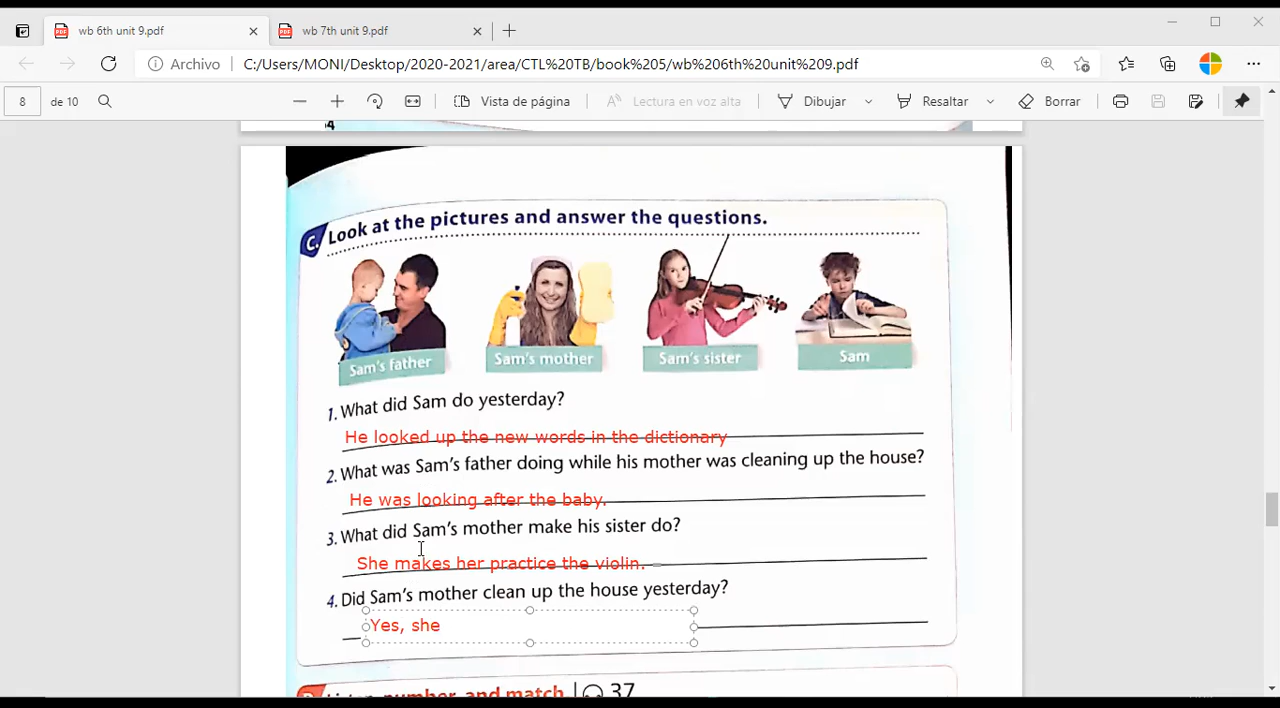 wb 6th unit 9.pdf
wb 7th unit 9.pdf
Archivo C:/Users/MONI/Desktop/2020-2021/area/CTL%20TB/book%205/wb%206th%20unit%209.pdf
8 de 10 Vista de página Lectura en voz alta Dibujar Resaltar Borrar
C. Look at the pictures and answer the questions.
Sam's father Sam's mother Sam's sister Sam
1. What did Sam do yesterday?
He looked up the new words in the dictionary
2. What was Sam's father doing while his mother was cleaning up the house?
He was looking after the baby.
3. What did Sam's mother make his sister do?
She makes her practice the violin.
4. Did Sam's mother clean up the house yesterday?
Yes, she
number, and match 37